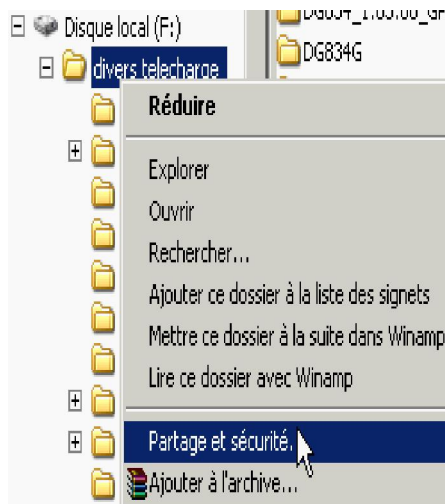 Disque local (F:)
divers telecharge
DG834G
Réduire
Explorer
Ouvrir
Rechercher...
Ajouter ce dossier à la liste des signets
Mettre ce dossier à la suite dans Winamp
Lire ce dossier avec Winamp
Partage et sécurité.
Ajouter à l'archive...